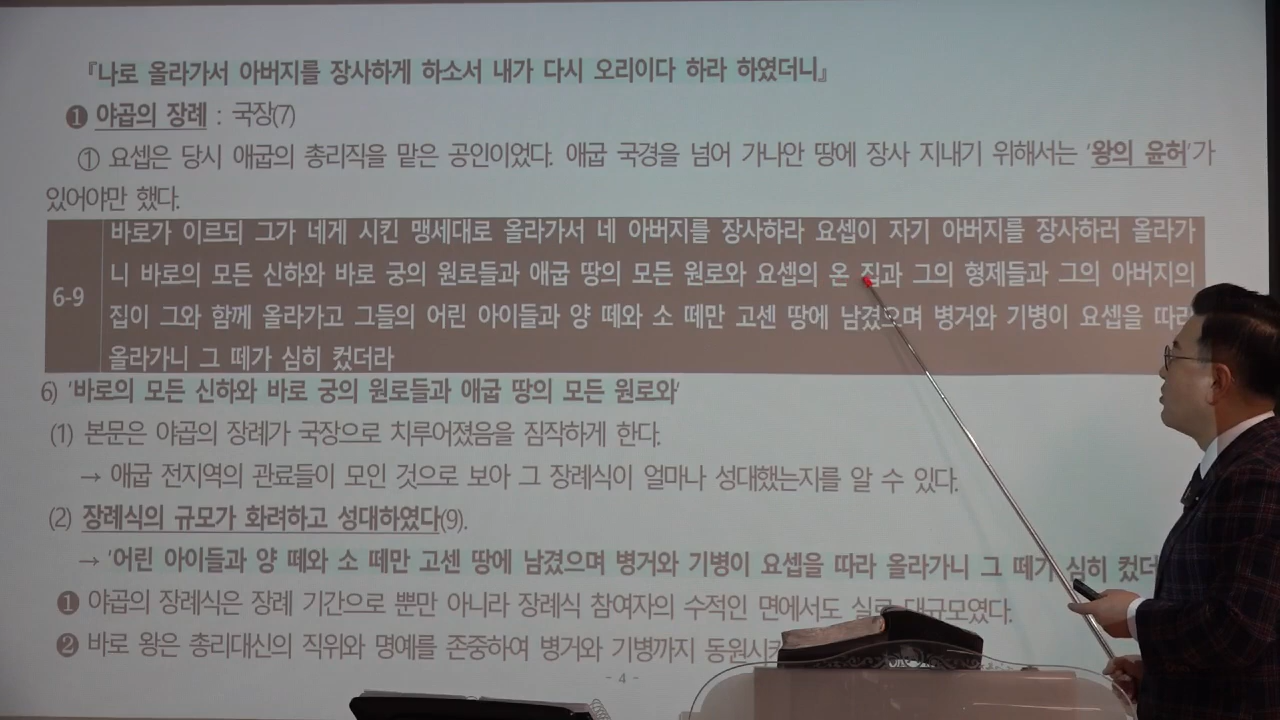 『나로 올라가서 아버지를 장사하게 하소서 내가 다시 오리이다 하라 하였더니』
❶ 야곱의 장례 : 국장(7)
① 요셉은 당시 애굽의 총리직을 맡은 공인이었다. 애굽 국경을 넘어 가나안 땅에 장사 지내기 위해서는 '왕의 윤허'가
있어야만 했다.
바로가 이르되 그가 네게 시킨 맹세대로 올라가서 네 아버지를 장사하라 요셉이 자기 아버지를 장사하러 올라가
니 바로의 모든 신하와 바로 궁의 원로들과 애굽 땅의 모든 원로와 요셉의 온 집과 그의 형제들과 그의 아버지의
6-9
집이 그와 함께 올라가고 그들의 어린 아이들과 양 떼와 소 떼만 고센 땅에 남겼으며 병거와 기병이 요셉을 따라
올라가니 그 떼가 심히 컸더라
6) '바로의 모든 신하와 바로 궁의 원로들과 애굽 땅의 모든 원로와'
(1) 본문은 야곱의 장례가 국장으로 치루어졌음을 짐작하게 한다.
→ 애굽 전지역의 관료들이 모인 것으로 보아 그 장례식이 얼마나 성대했는지를 알 수 있다.
(2) 장례식의 규모가 화려하고 성대하였다(9).
→ '어린 아이들과 양 떼와 소 떼만 고센 땅에 남겼으며 병거와 기병이 요셉을 따라 올라가니 그 떼가 심히 컸더
❶ 야곱의 장례식은 장례 기간으로 뿐만 아니라 장례식 참여자의 수적인 면에서도 실로 대규모였다.
❷ 바로 왕은 총리대신의 직위와 명예를 존중하여 병거와 기병까지 동원시
- 4 -